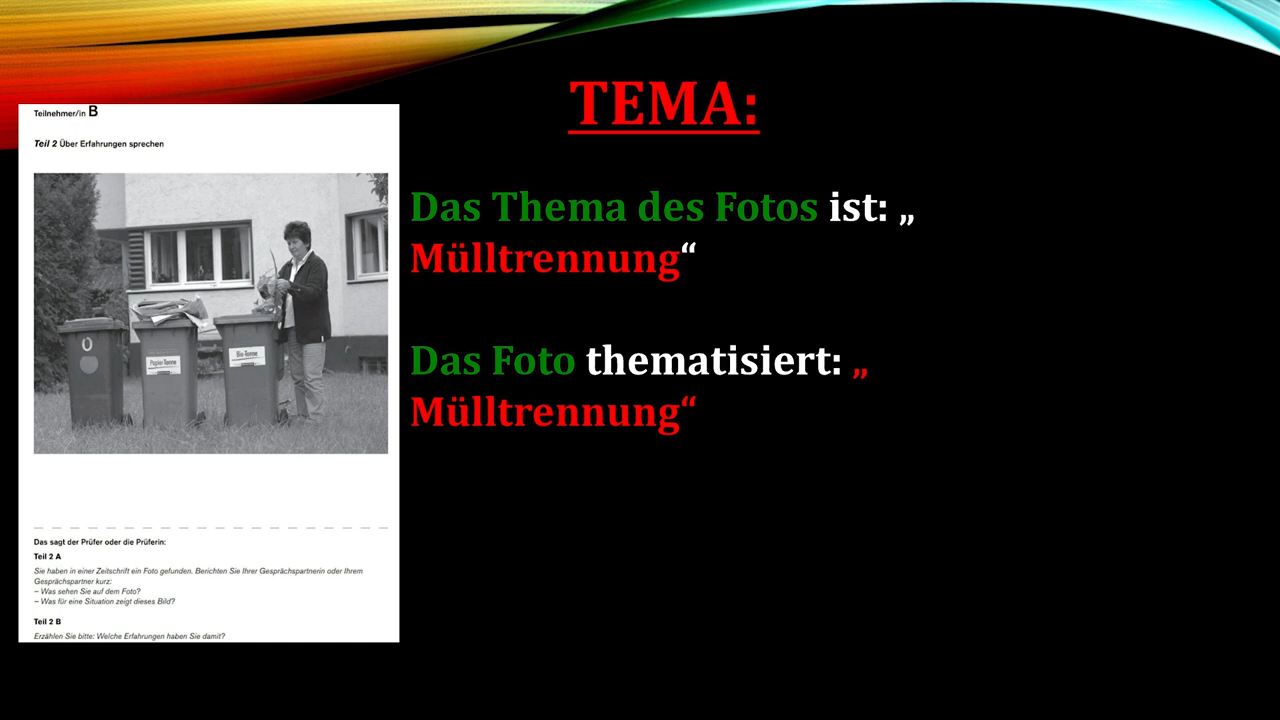 TEMA:
Das Thema des Fotos ist: „
Mülltrennung“
Das Foto thematisiert: „
Mülltrennung“
Teilnehmer/in B
Teil 2 Über Erfahrungen sprechen
Papier Tonne
Bio-Tonne
Das sagt der Prüfer oder die Prüferin:
Teil 2 A
Sie haben in einer Zeitschrift ein Foto gefunden. Berichten Sie Ihrer Gesprächspartnerin oder Ihrem
Gesprächspartner kurz:
– Was sehen Sie auf dem Foto?
– Was für eine Situation zeigt dieses Bild?
Teil 2 B
Erzählen Sie bitte: Welche Erfahrungen haben Sie damit?